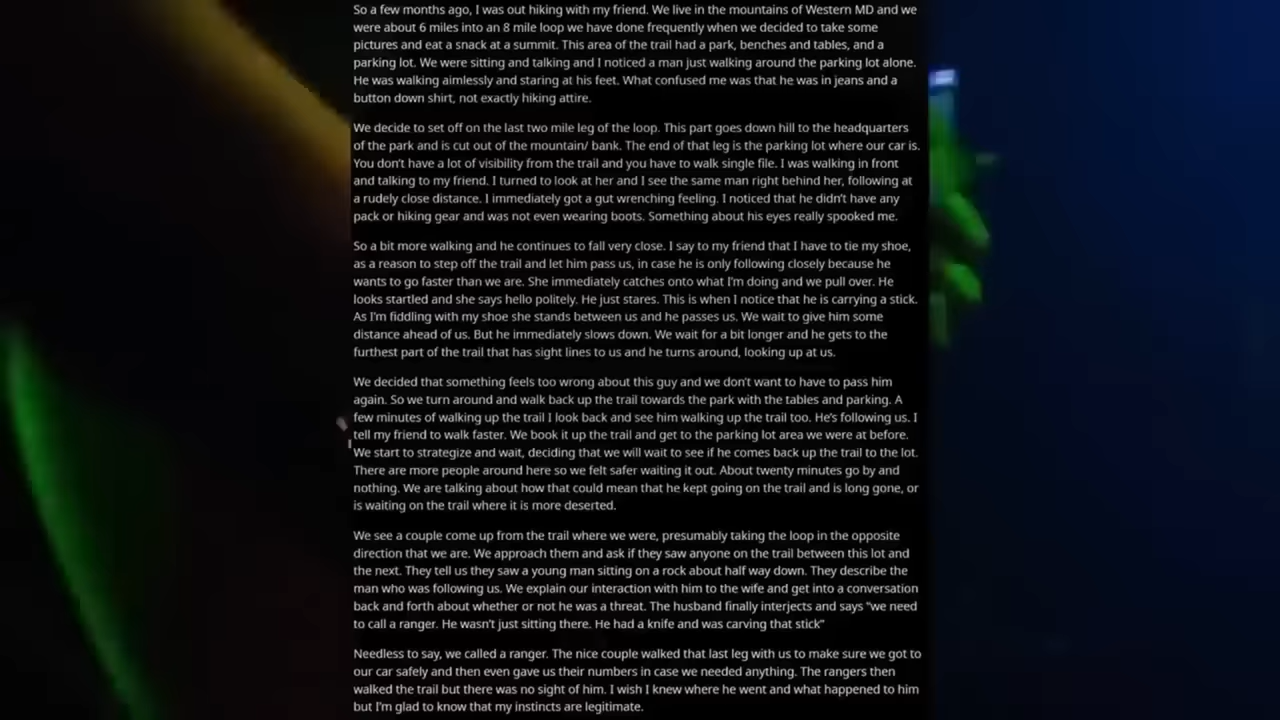 So a few months ago, I was out hiking with my friend. We live in the mountains of Western MD and we
were about 6 miles into an 8 mile loop we have done frequently when we decided to take some
pictures and eat a snack at a summit. This area of the trail had a park, benches and tables, and a
parking lot. We were sitting and talking and I noticed a man just walking around the parking lot alone.
He was walking aimlessly and staring at his feet. What confused me was that he was in jeans and a
button down shirt, not exactly hiking attire.
We decide to set off on the last two mile leg of the loop. This part goes down hill to the headquarters
of the park and is cut out of the mountain/ bank. The end of that leg is the parking lot where our car is.
You don't have a lot of visibility from the trail and you have to walk single file. I was walking in front
and talking to my friend. I turned to look at her and I see the same man right behind her, following at
a rudely close distance. I immediately got a gut wrenching feeling. I noticed that he didn't have any
pack or hiking gear and was not even wearing boots. Something about his eyes really spooked me.
So a bit more walking and he continues to fall very close. I say to my friend that I have to tie my shoe,
as a reason to step off the trail and let him pass us, in case he is only following closely because he
wants to go faster than we are. She immediately catches onto what I'm doing and we pull over. He
looks startled and she says hello politely. He just stares. This is when I notice that he is carrying a stick.
As I'm fiddling with my shoe she stands between us and he passes us. We wait to give him some
distance ahead of us. But he immediately slows down. We wait for a bit longer and he gets to the
furthest part of the trail that has sight lines to us and he turns around, looking up at us.
We decided that something feels too wrong about this guy and we don't want to have to pass him
again. So we turn around and walk back up the trail towards the park with the tables and parking. A
few minutes of walking up the trail I look back and see him walking up the trail too. He's following us. I
tell my friend to walk faster. We book it up the trail and get to the parking lot area we were at before.
We start to strategize and wait, deciding that we will wait to see if he comes back up the trail to the lot.
There are more people around here so we felt safer waiting it out. About twenty minutes go by and
nothing. We are talking about how that could mean that he kept going on the trail and is long gone, or
is waiting on the trail where it is more deserted.
We see a couple come up from the trail where we were, presumably taking the loop in the opposite
direction that we are. We approach them and ask if they saw anyone on the trail between this lot and
the next. They tell us they saw a young man sitting on a rock about half way down. They describe the
man who was following us. We explain our interaction with him to the wife and get into a conversation
back and forth about whether or not he was a threat. The husband finally interjects and says "we need
to call a ranger. He wasn't just sitting there. He had a knife and was carving that stick"
Needless to say, we called a ranger. The nice couple walked that last leg with us to make sure we got to
our car safely and then even gave us their numbers in case we needed anything. The rangers then
walked the trail but there was no sight of him. I wish I knew where he went and what happened to him
but I'm glad to know that my instincts are legitimate.